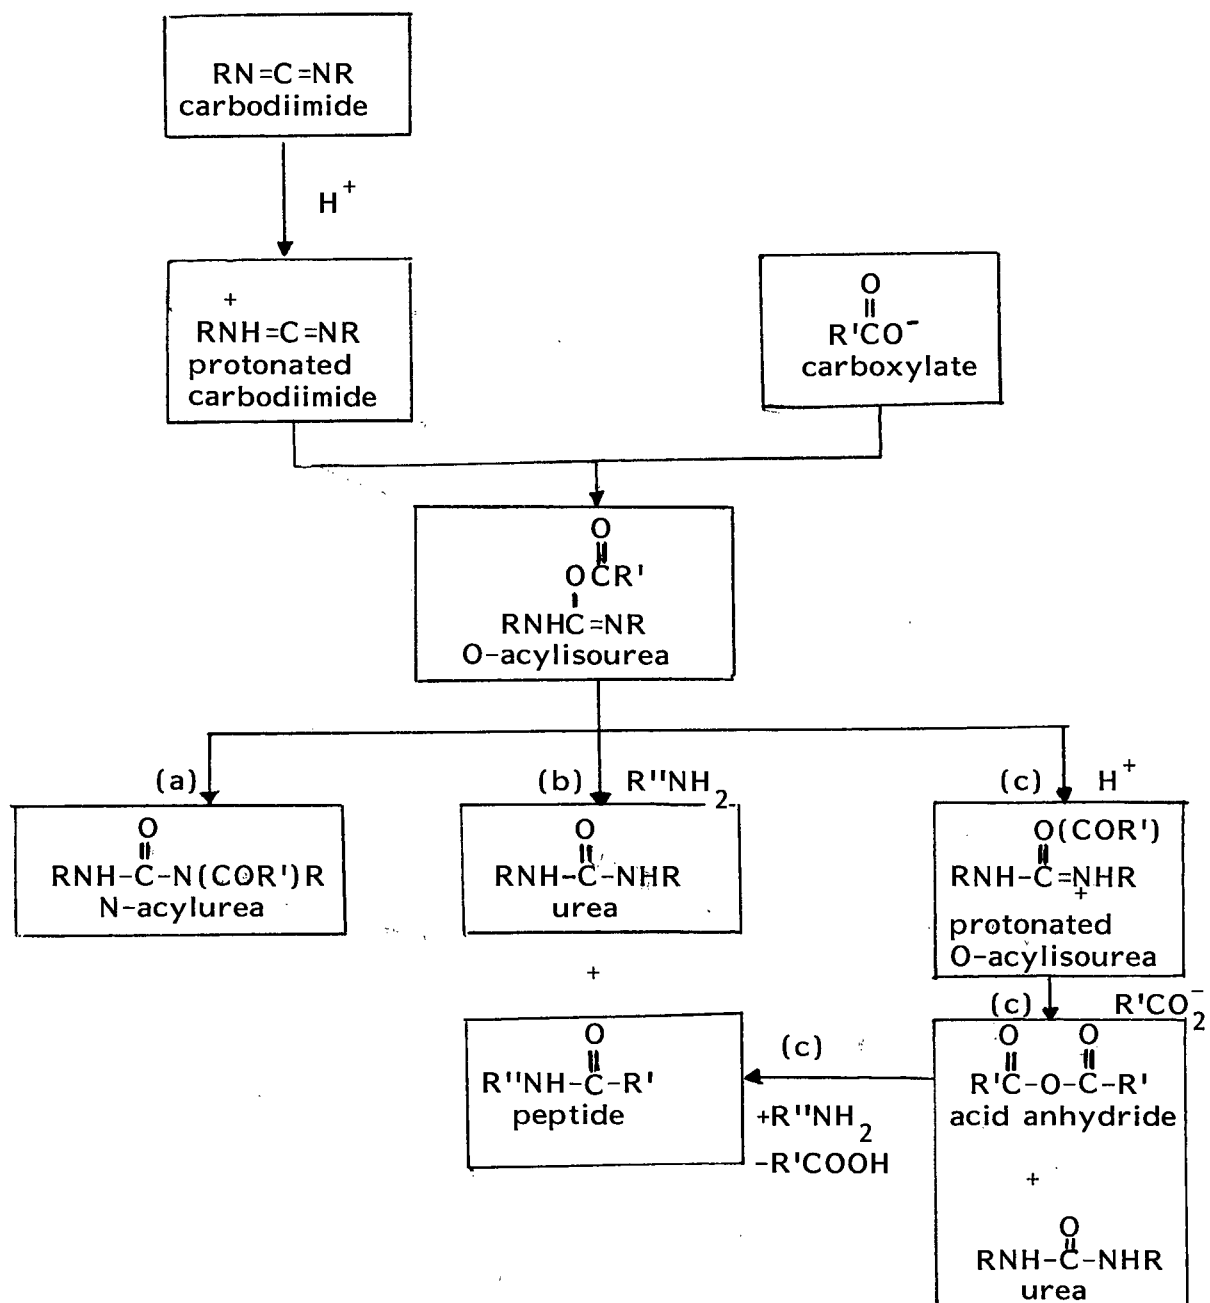 RN=C=NR
carbodiimide
H+
+
RNH=C=NR
protonated
carbodiimide
O
R'CO-
carboxylate
O
OCR'
RNHC=NR
O-acylisourea
(a)
(b) R''NH2
(c) H+
O
RNH-C-N(COR')R
N-acylurea
O
RNH-C-NHR
urea
O(COR')
RNH-C=NHR
+
protonated
O-acylisourea
+
(c) R'CO2-
O
R''NH-C-R'
peptide
(c)
+R''NH2
-R'COOH
O O
R'C-O-C-R'
acid anhydride
+
O
RNH-C-NHR
urea